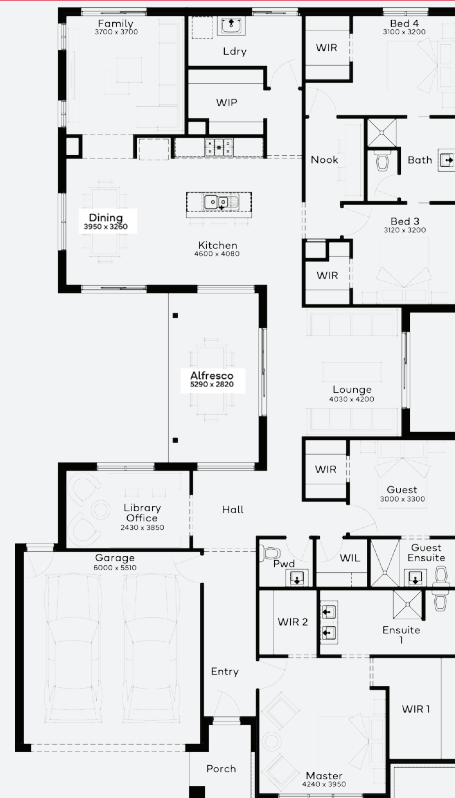 Family
3700 x 3700
Ldry
WIR
Bed 4
3100 x 3200
WIP
Nook
Bath
Dining
3950 x 3260
Kitchen
4600 x 4080
Bed 3
3120 x 3200
WIR
Alfresco
5290 x 2820
Lounge
4030 x 4200
WIR
Guest
3000 x 3300
Library
Office
2430 x 3850
Hall
Garage
6000 x 5510
Pwd
WIL
Guest
Ensuite
WIR 2
Ensuite
1
Entry
WIR 1
Porch
Master
4240 x 3950